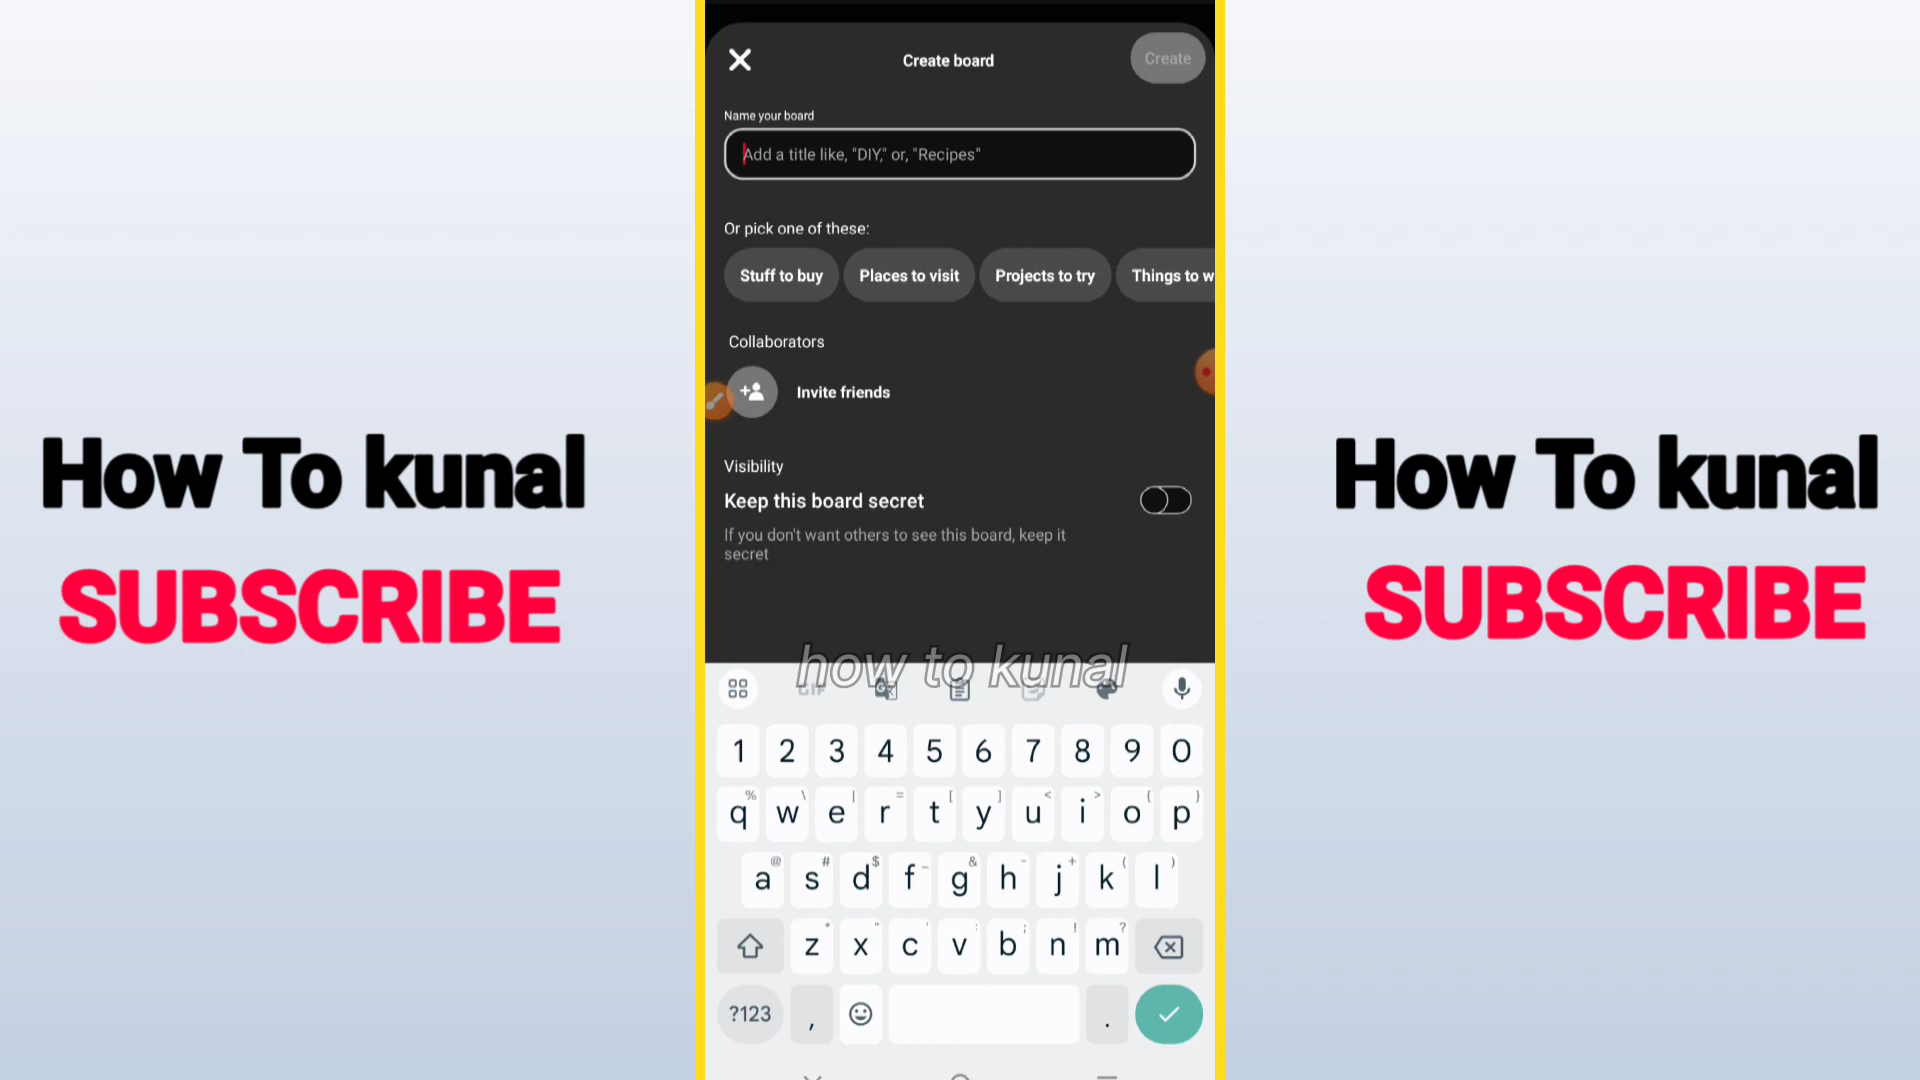 How To kunal
SUBSCRIBE
Create board
Create
Name your board
Add a title like, "DIY," or, "Recipes"
Or pick one of these:
Stuff to buy
Places to visit
Projects to try
Things to w
Collaborators
Invite friends
Visibility
Keep this board secret
If you don't want others to see this board, keep it
secret
how to kunal
GIF
1 2 3 4 5 6 7 8 9 0
% \ | = [ ] < > { }
q w e r t y u i o p
@ # $ _ & - + ( )
a s d f g h j k l
* " ' : ; ! ?
z x c v b n m
?123 , .
How To kunal
SUBSCRIBE